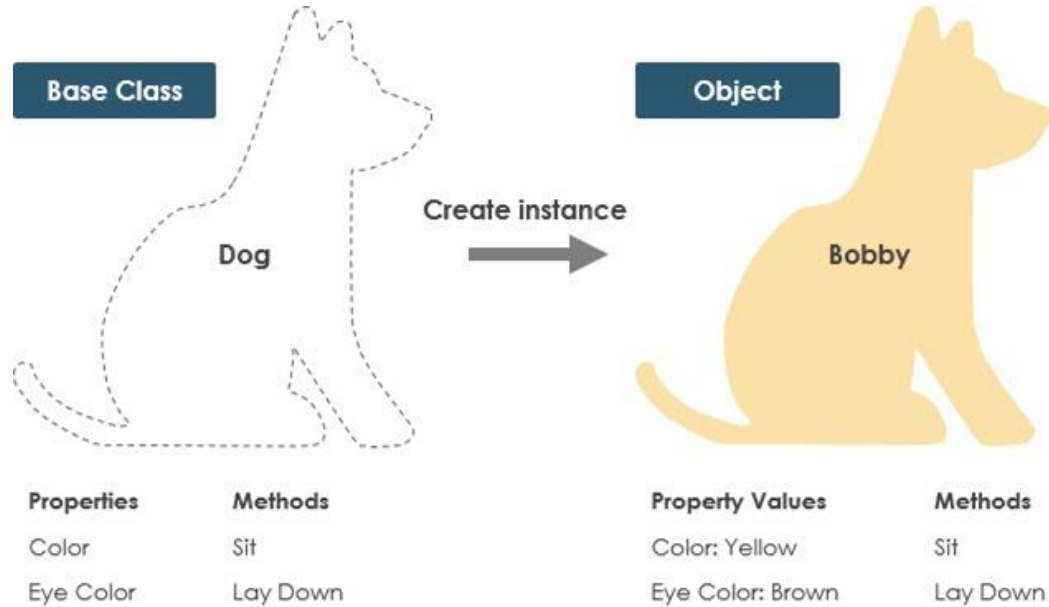 Base Class
Object
Create instance
Dog
Bobby
Properties Methods Property Values Methods
Color Sit Color: Yellow Sit
Eye Color Lay Down Eye Color: Brown Lay Down